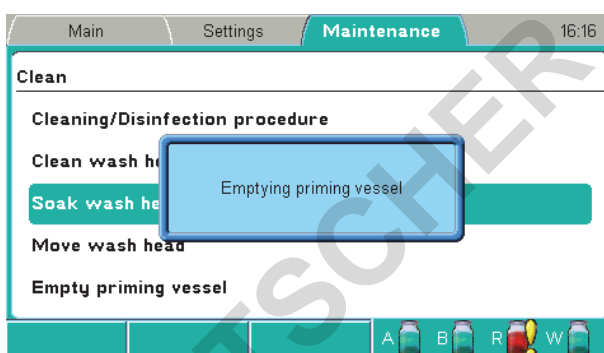 Main Settings Maintenance 16:16
Clean
Cleaning/Disinfection procedure
Clean wash he
Emptying priming vessel
Soak wash he
Move wash head
Empty priming vessel
A B R W
TSCHER